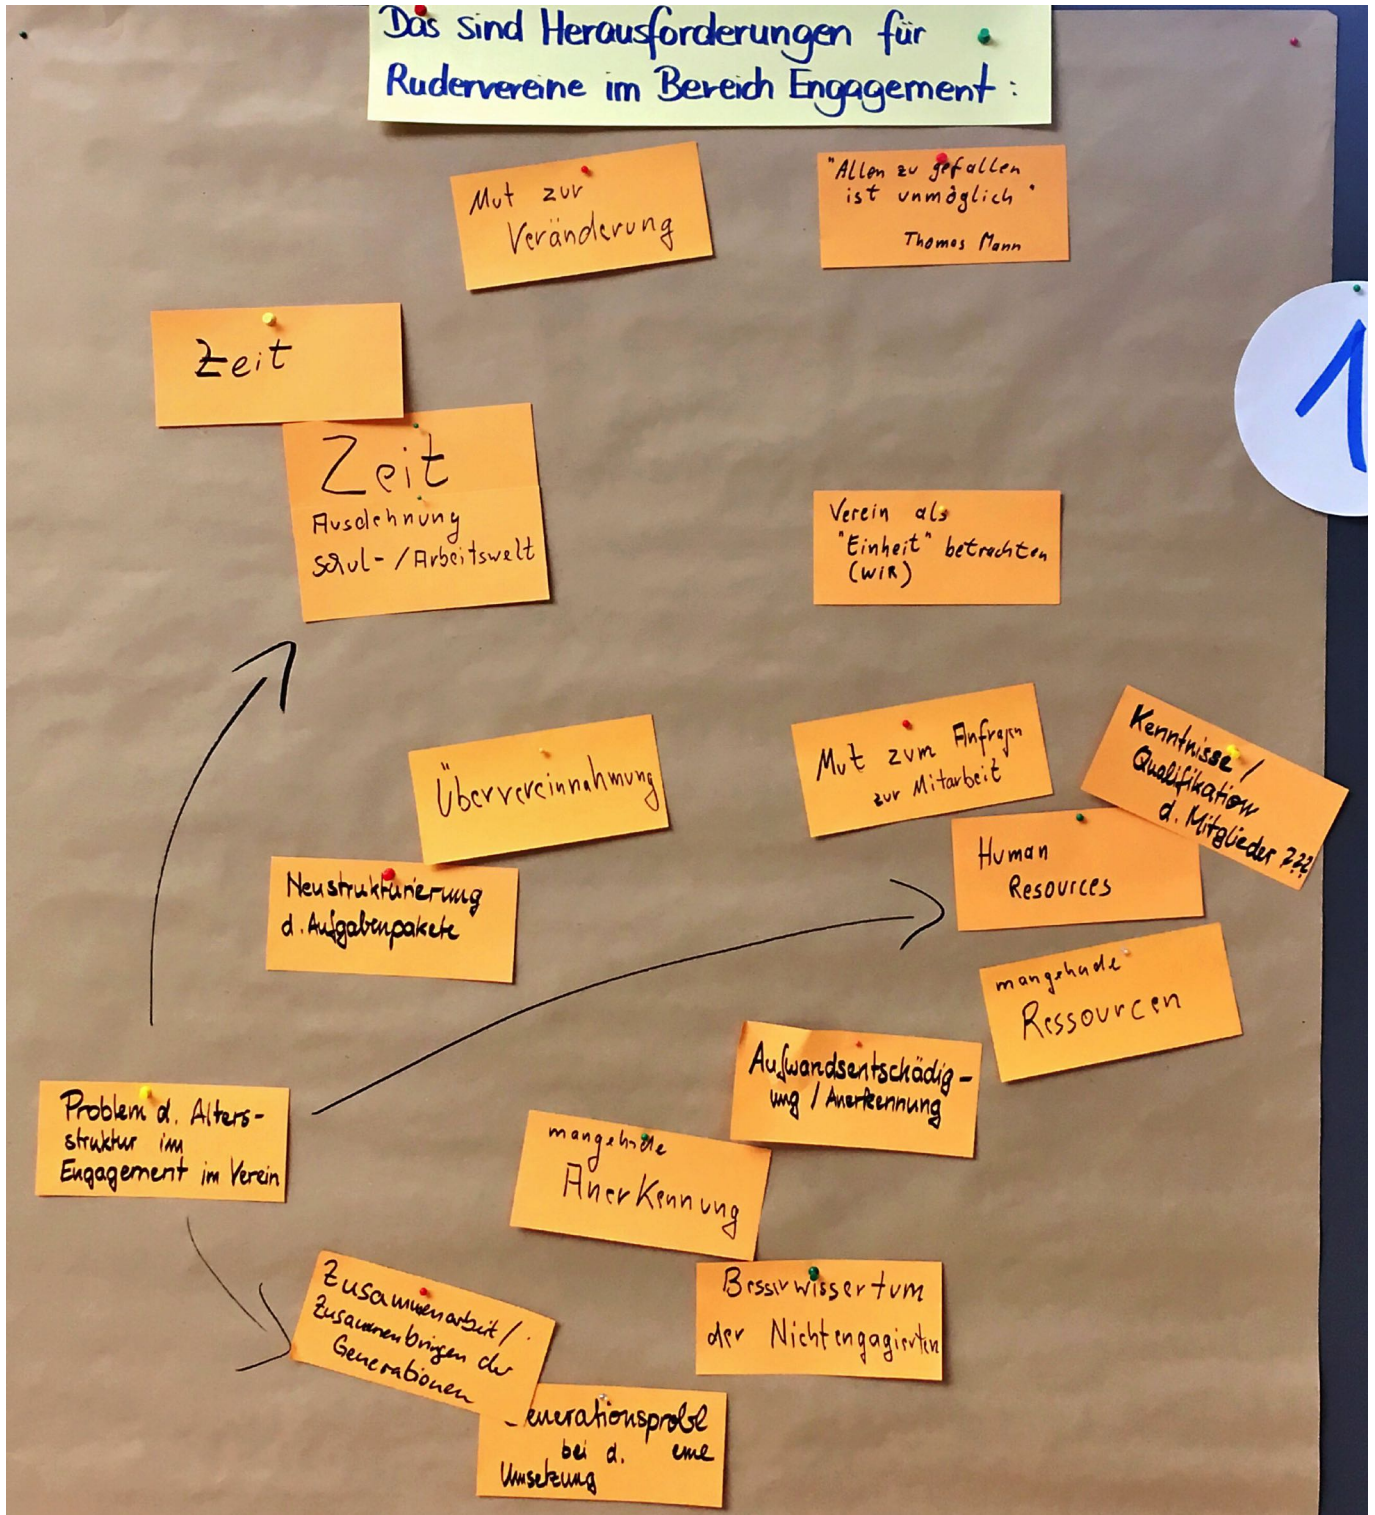 Das sind Herausforderungen für
Rudervereine im Bereich Engagement:
Mut zur
Veränderung
"Allen zu gefallen
ist unmöglich"
Thomas Mann
Zeit
Zeit
Ausdehnung
Schul-/Arbeitswelt
1
Verein als
"Einheit" betrachten
(WIR)
Übervereinnahmung
Mut zum Anfragen
zur Mitarbeit
Kenntnisse/
Qualifikation
d. Mitglieder ???
Neustrukturierung
d. Aufgabenpakete
Human
Resources
mangelnde
Ressourcen
Aufwandsentschädig-
ung / Anerkennung
Problem d. Alters-
struktur im
Engagement im Verein
mangelnde
Anerkennung
Zusammenarbeit/
Zusammenbringen der
Generationen
Besserwissertum
der Nichtengagierten
bei d.
Umsetzung